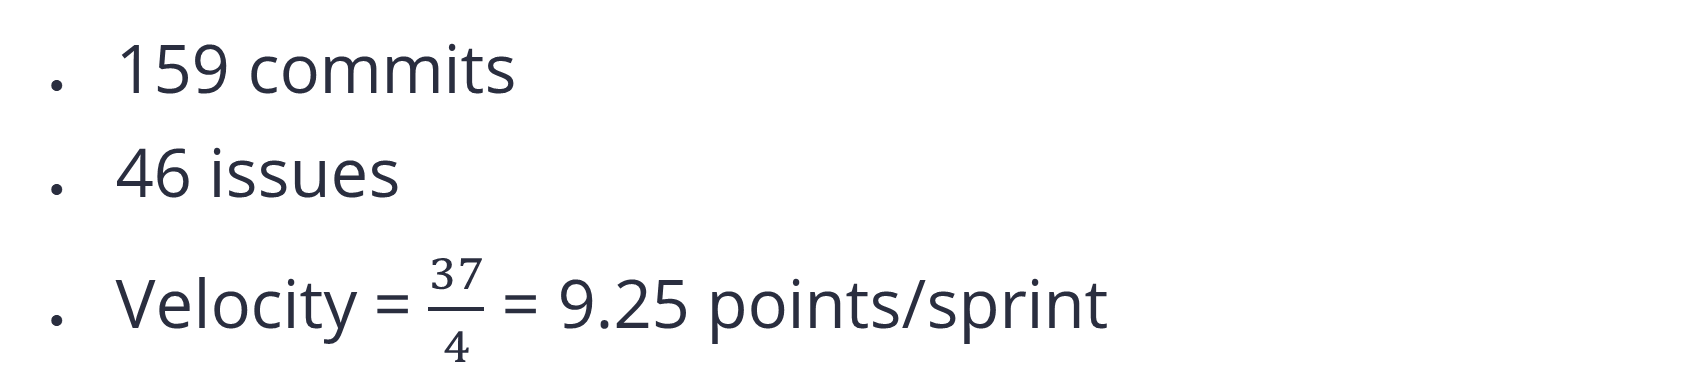 • 159 commits
• 46 issues
• Velocity = 37/4 = 9.25 points/sprint